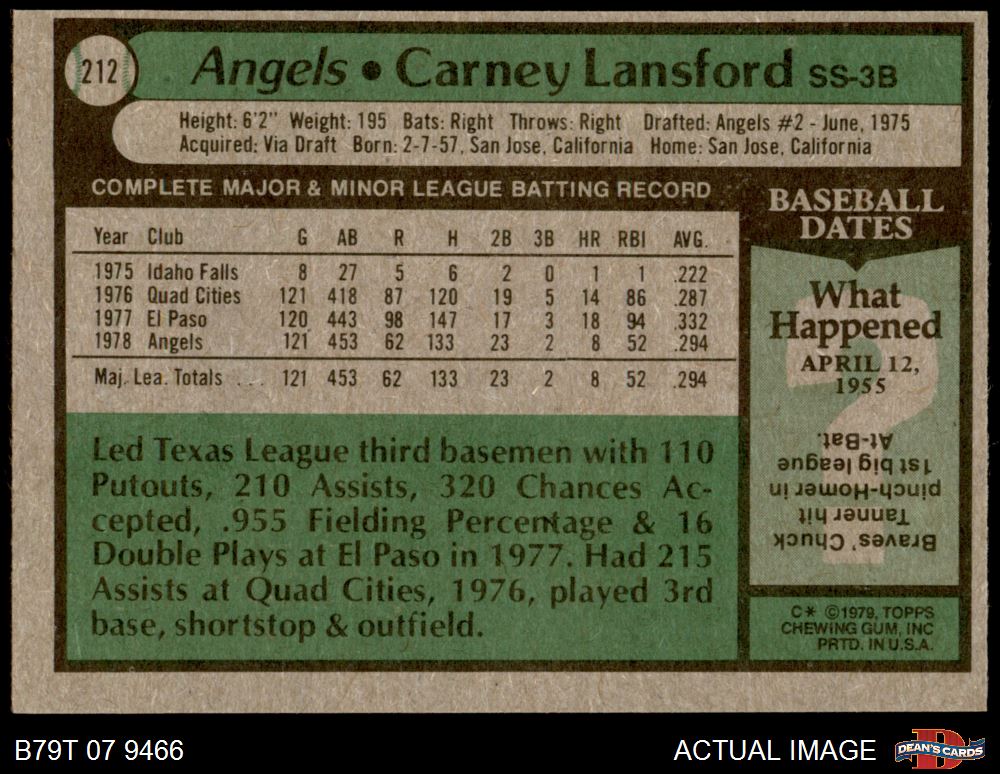 212
Angels • Carney Lansford SS-3B
Height: 6'2" Weight: 195 Bats: Right Throws: Right Drafted: Angels #2 - June, 1975
Acquired: Via Draft Born: 2-7-57, San Jose, California Home: San Jose, California
COMPLETE MAJOR & MINOR LEAGUE BATTING RECORD
Year Club G AB R H 2B 3B HR RBI AVG.
1975 Idaho Falls 8 27 5 6 2 0 1 1 .222
1976 Quad Cities 121 418 87 120 19 5 14 86 .287
1977 El Paso 120 443 98 147 17 3 18 94 .332
1978 Angels 121 453 62 133 23 2 8 52 .294
Maj. Lea. Totals ... 121 453 62 133 23 2 8 52 .294
Led Texas League third basemen with 110
Putouts, 210 Assists, 320 Chances Ac-
cepted, .955 Fielding Percentage & 16
Double Plays at El Paso in 1977. Had 215
Assists at Quad Cities, 1976, played 3rd
base, shortstop & outfield.
BASEBALL
DATES
What
Happened
APRIL 12,
1955
?
Braves' Chuck
Tanner hit
pinch-Homer in
1st big league
At-Bat.
C* ©1979, TOPPS
CHEWING GUM, INC
PRTD. IN U.S.A.
B79T 07 9466
ACTUAL IMAGE
D
DEAN'S CARDS